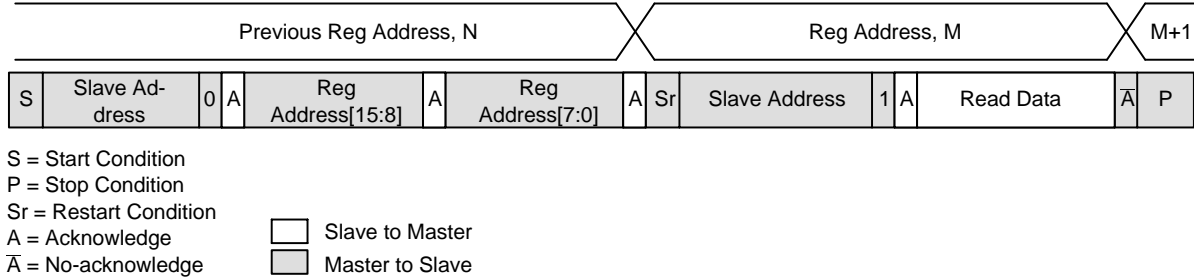 Previous Reg Address, N Reg Address, M M+1
S Slave Ad-
dress 0 A Reg
Address[15:8] A Reg
Address[7:0] A Sr Slave Address 1 A Read Data A̅ P
S = Start Condition
P = Stop Condition
Sr = Restart Condition
A = Acknowledge
A̅ = No-acknowledge
Slave to Master
Master to Slave